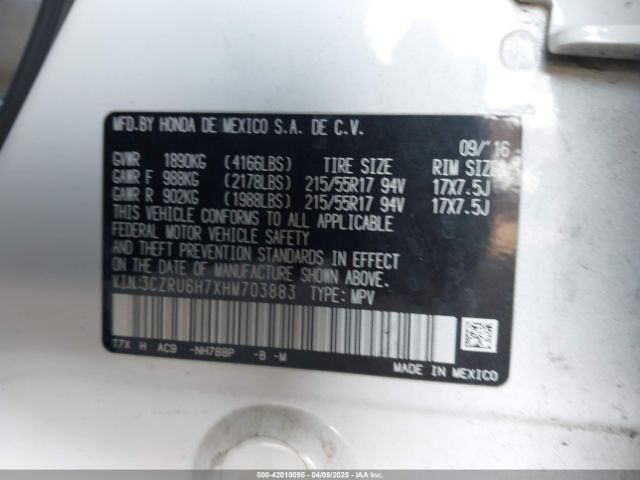 MFD.BY HONDA DE MEXICO S.A. DE C.V.
09/"16
GVWR 1890KG (4166LBS) TIRE SIZE RIM SIZE
GAWR F 988KG (2178LBS) 215/55R17 94V 17X7.5J
GAWR R 902KG (1988LBS) 215/55R17 94V 17X7.5J
THIS VEHICLE CONFORMS TO ALL APPLICABLE
FEDERAL MOTOR VEHICLE SAFETY
AND THEFT PREVENTION STANDARDS IN EFFECT
ON THE DATE OF MANUFACTURE SHOWN ABOVE.
V.I.N:3CZRU6H7XHM703883 TYPE: MPV
T7X H AC9 -NH788P -B -M
MADE IN MEXICO
000-42010095 | 04/09/2025 | IAAI.COM